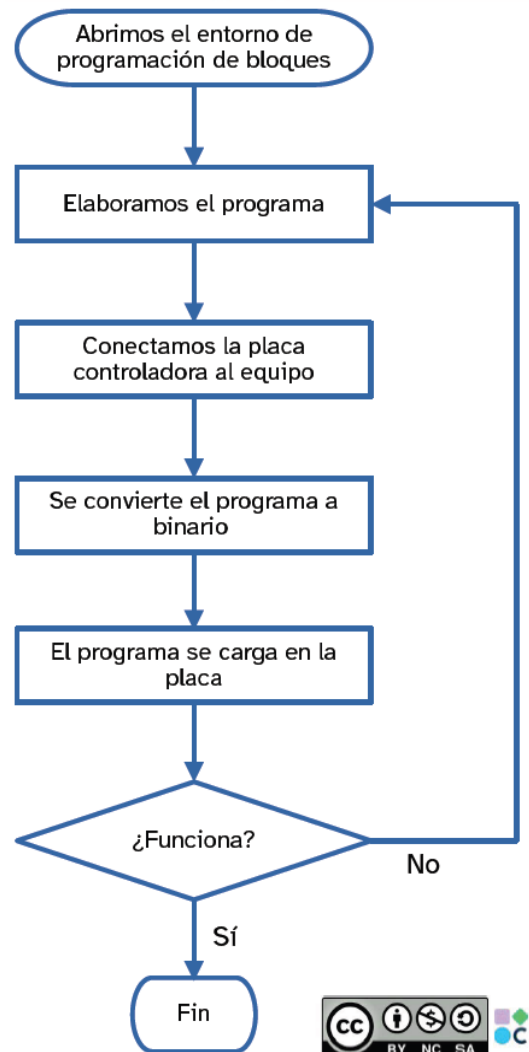 Abrimos el entorno de
programación de bloques
Elaboramos el programa
Conectamos la placa
controladora al equipo
Se convierte el programa a
binario
El programa se carga en la
placa
¿Funciona?
No
Sí
Fin
cc
BY NC SA
C